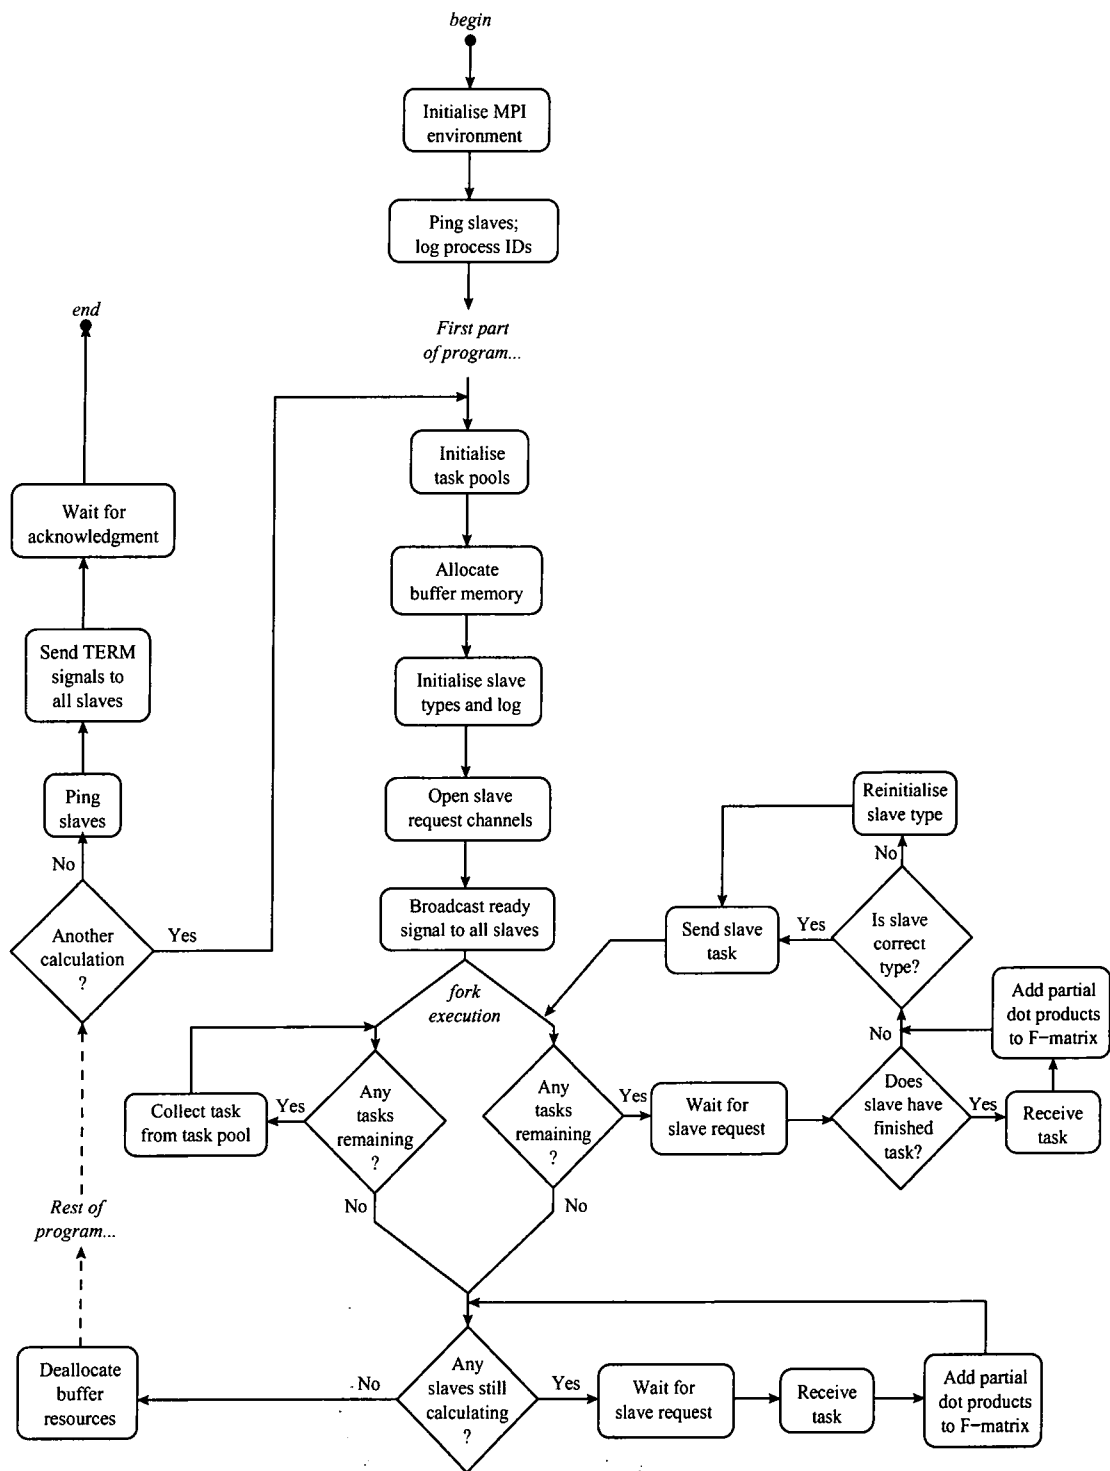 begin
Initialise MPI
environment
Ping slaves;
log process IDs
First part
of program...
Initialise
task pools
Allocate
buffer memory
Initialise slave
types and log
Open slave
request channels
Broadcast ready
signal to all slaves
fork
execution
Any
tasks
remaining
?
Yes
Collect task
from task pool
No
Any
tasks
remaining
?
Yes
Wait for
slave request
No
Does
slave have
finished
task?
Yes
Receive
task
Add partial
dot products
to F-matrix
No
Is slave
correct
type?
No
Reinitialise
slave type
Yes
Send slave
task
Any
slaves still
calculating
?
Yes
Wait for
slave request
Receive
task
Add partial
dot products
to F-matrix
No
Deallocate
buffer
resources
Rest of
program...
Another
calculation
?
Yes
No
Ping
slaves
Send TERM
signals to
all slaves
Wait for
acknowledgment
end